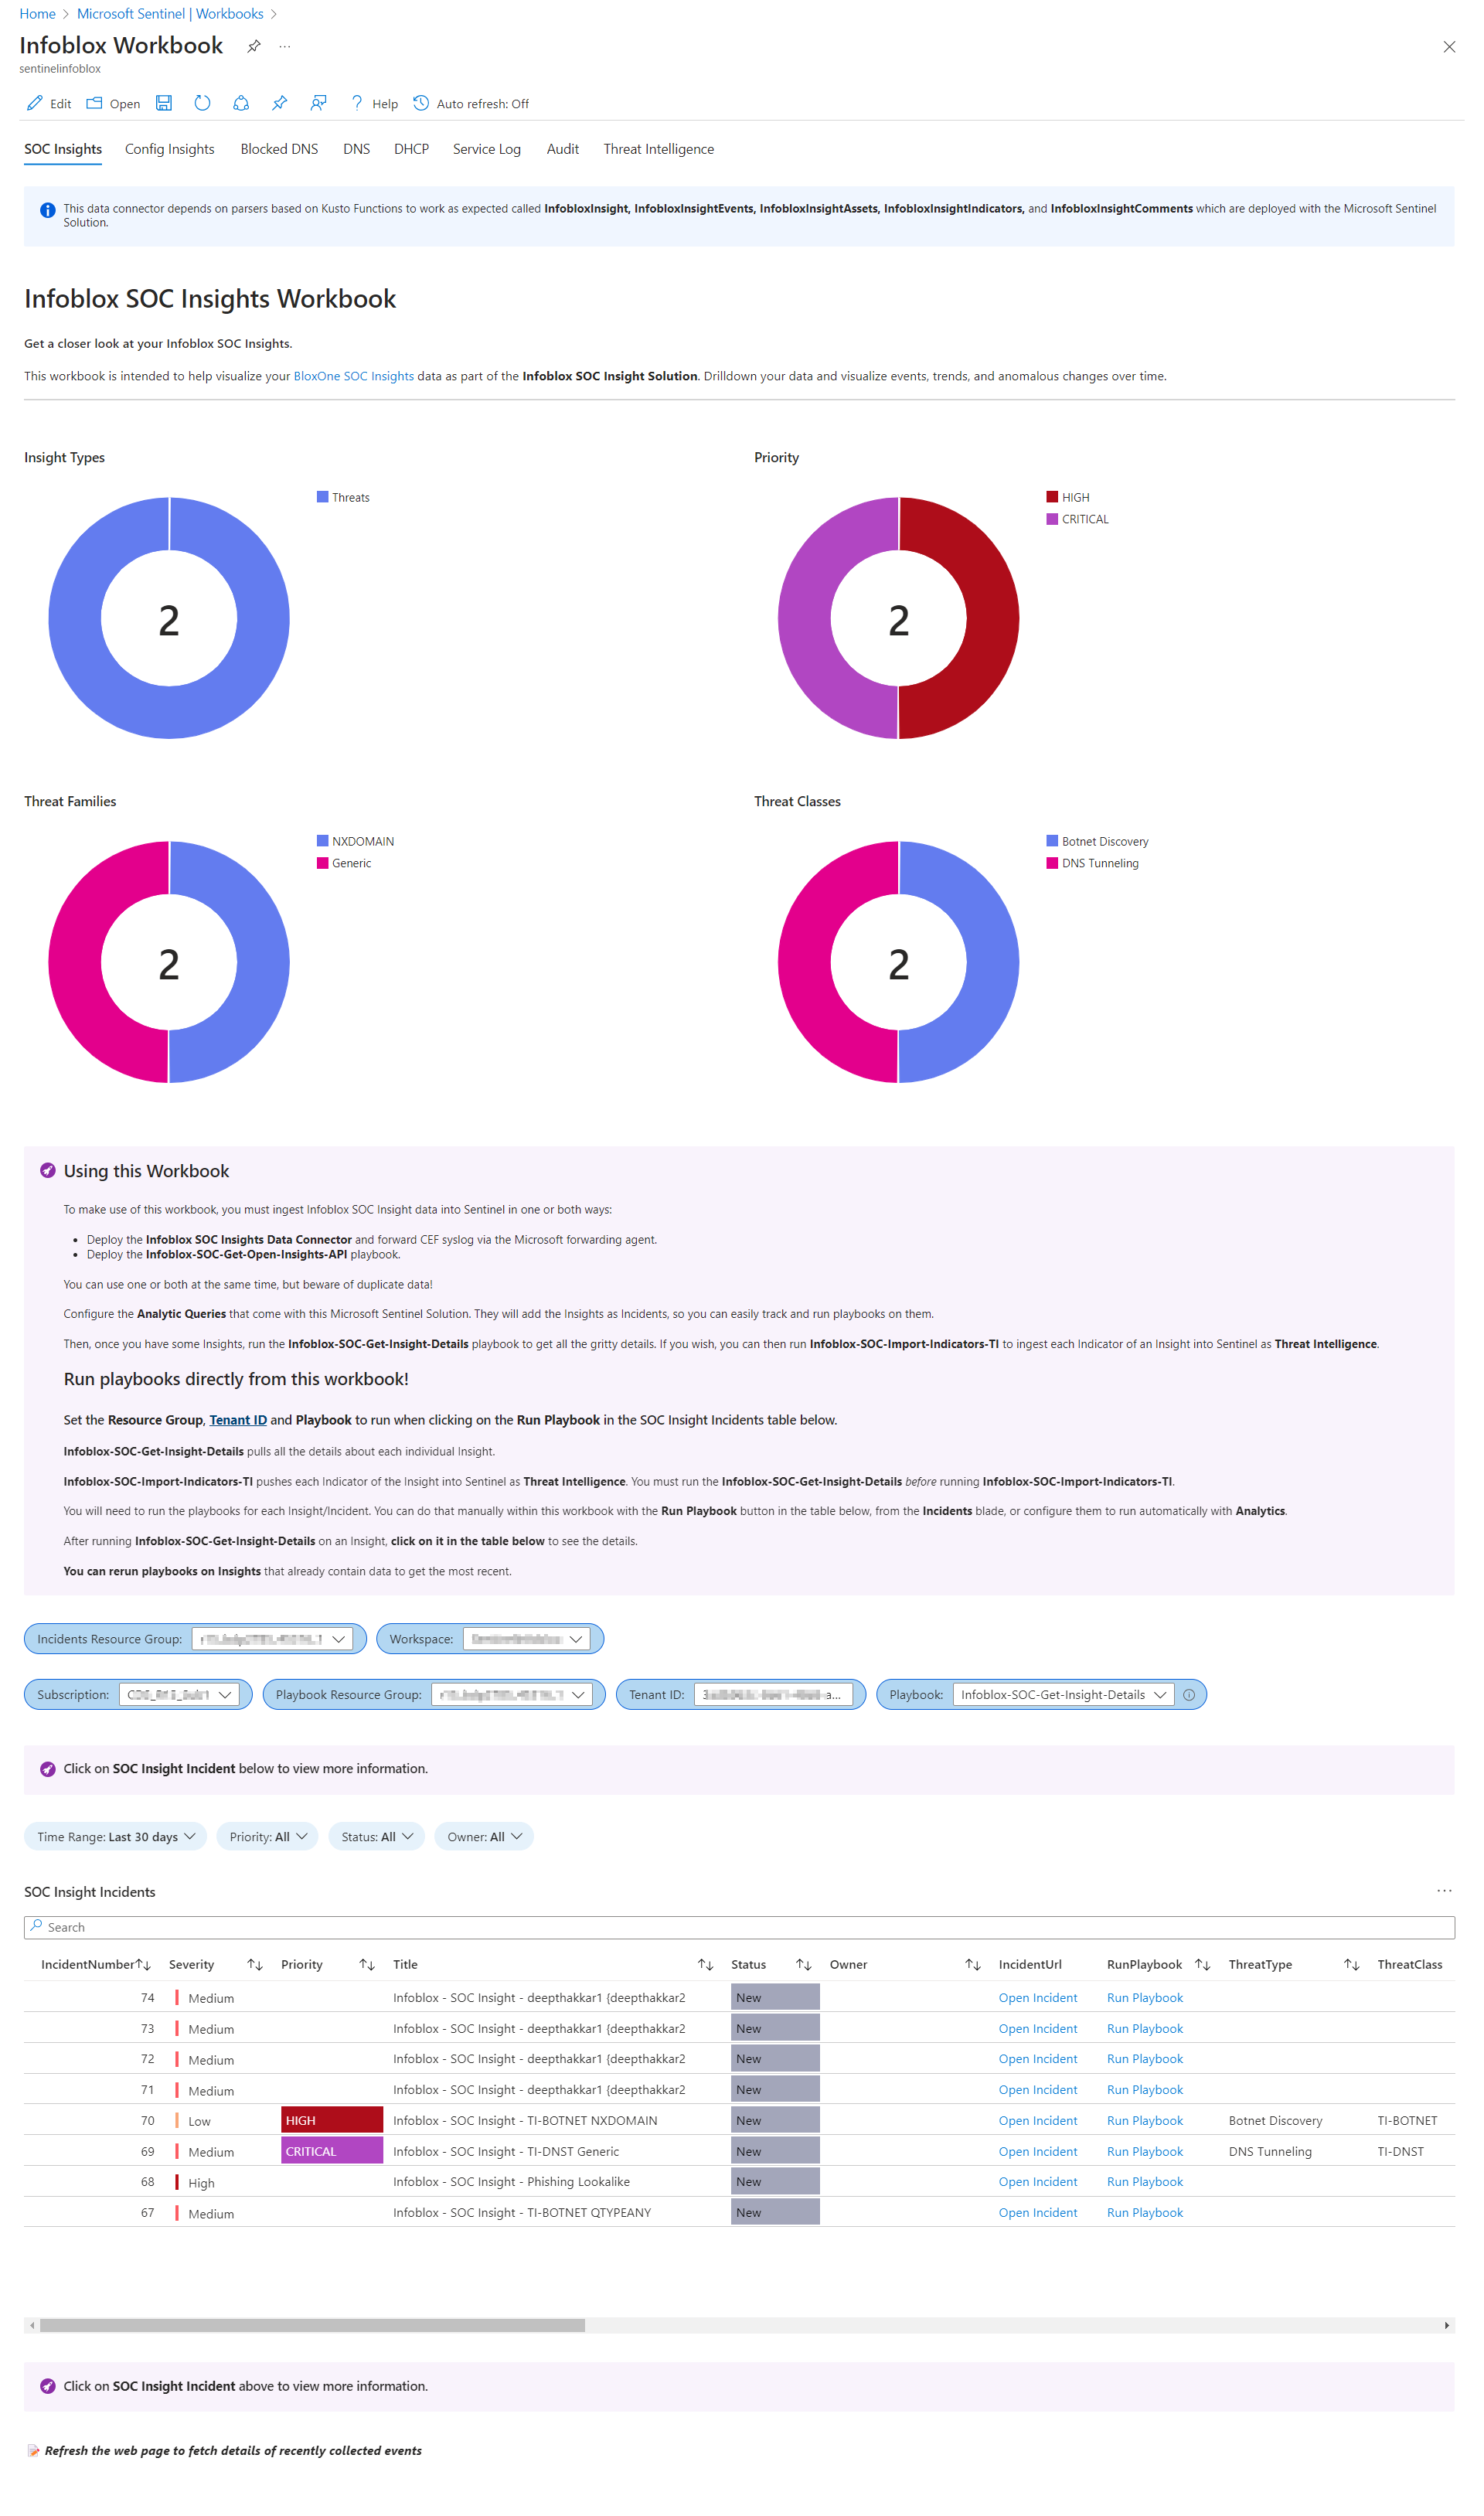 Home > Microsoft Sentinel | Workbooks >
Infoblox Workbook
sentinelinfoblox
Edit Open Help Auto refresh: Off
SOC Insights Config Insights Blocked DNS DNS DHCP Service Log Audit Threat Intelligence
This data connector depends on parsers based on Kusto Functions to work as expected called InfobloxInsight, InfobloxInsightEvents, InfobloxInsightAssets, InfobloxInsightIndicators, and InfobloxInsightComments which are deployed with the Microsoft Sentinel
Solution.
Infoblox SOC Insights Workbook
Get a closer look at your Infoblox SOC Insights.
This workbook is intended to help visualize your BloxOne SOC Insights data as part of the Infoblox SOC Insight Solution. Drilldown your data and visualize events, trends, and anomalous changes over time.
Insight Types
Threats
2
Priority
HIGH
CRITICAL
2
Threat Families
NXDOMAIN
Generic
2
Threat Classes
Botnet Discovery
DNS Tunneling
2
Using this Workbook
To make use of this workbook, you must ingest Infoblox SOC Insight data into Sentinel in one or both ways:
• Deploy the Infoblox SOC Insights Data Connector and forward CEF syslog via the Microsoft forwarding agent.
• Deploy the Infoblox-SOC-Get-Open-Insights-API playbook.
You can use one or both at the same time, but beware of duplicate data!
Configure the Analytic Queries that come with this Microsoft Sentinel Solution. They will add the Insights as Incidents, so you can easily track and run playbooks on them.
Then, once you have some Insights, run the Infoblox-SOC-Get-Insight-Details playbook to get all the gritty details. If you wish, you can then run Infoblox-SOC-Import-Indicators-TI to ingest each Indicator of an Insight into Sentinel as Threat Intelligence.
Run playbooks directly from this workbook!
Set the Resource Group, Tenant ID and Playbook to run when clicking on the Run Playbook in the SOC Insight Incidents table below.
Infoblox-SOC-Get-Insight-Details pulls all the details about each individual Insight.
Infoblox-SOC-Import-Indicators-TI pushes each Indicator of the Insight into Sentinel as Threat Intelligence. You must run the Infoblox-SOC-Get-Insight-Details before running Infoblox-SOC-Import-Indicators-TI.
You will need to run the playbooks for each Insight/Incident. You can do that manually within this workbook with the Run Playbook button in the table below, from the Incidents blade, or configure them to run automatically with Analytics.
After running Infoblox-SOC-Get-Insight-Details on an Insight, click on it in the table below to see the details.
You can rerun playbooks on Insights that already contain data to get the most recent.
Incidents Resource Group: Workspace:
Subscription: Playbook Resource Group: Tenant ID: Playbook: Infoblox-SOC-Get-Insight-Details
Click on SOC Insight Incident below to view more information.
Time Range: Last 30 days Priority: All Status: All Owner: All
SOC Insight Incidents
Search
IncidentNumber Severity Priority Title Status Owner IncidentUrl RunPlaybook ThreatType ThreatClass
74 Medium Infoblox - SOC Insight - deepthakkar1 {deepthakkar2 New Open Incident Run Playbook
73 Medium Infoblox - SOC Insight - deepthakkar1 {deepthakkar2 New Open Incident Run Playbook
72 Medium Infoblox - SOC Insight - deepthakkar1 {deepthakkar2 New Open Incident Run Playbook
71 Medium Infoblox - SOC Insight - deepthakkar1 {deepthakkar2 New Open Incident Run Playbook
70 Low HIGH Infoblox - SOC Insight - TI-BOTNET NXDOMAIN New Open Incident Run Playbook Botnet Discovery TI-BOTNET
69 Medium CRITICAL Infoblox - SOC Insight - TI-DNST Generic New Open Incident Run Playbook DNS Tunneling TI-DNST
68 High Infoblox - SOC Insight - Phishing Lookalike New Open Incident Run Playbook
67 Medium Infoblox - SOC Insight - TI-BOTNET QTYPEANY New Open Incident Run Playbook
Click on SOC Insight Incident above to view more information.
Refresh the web page to fetch details of recently collected events